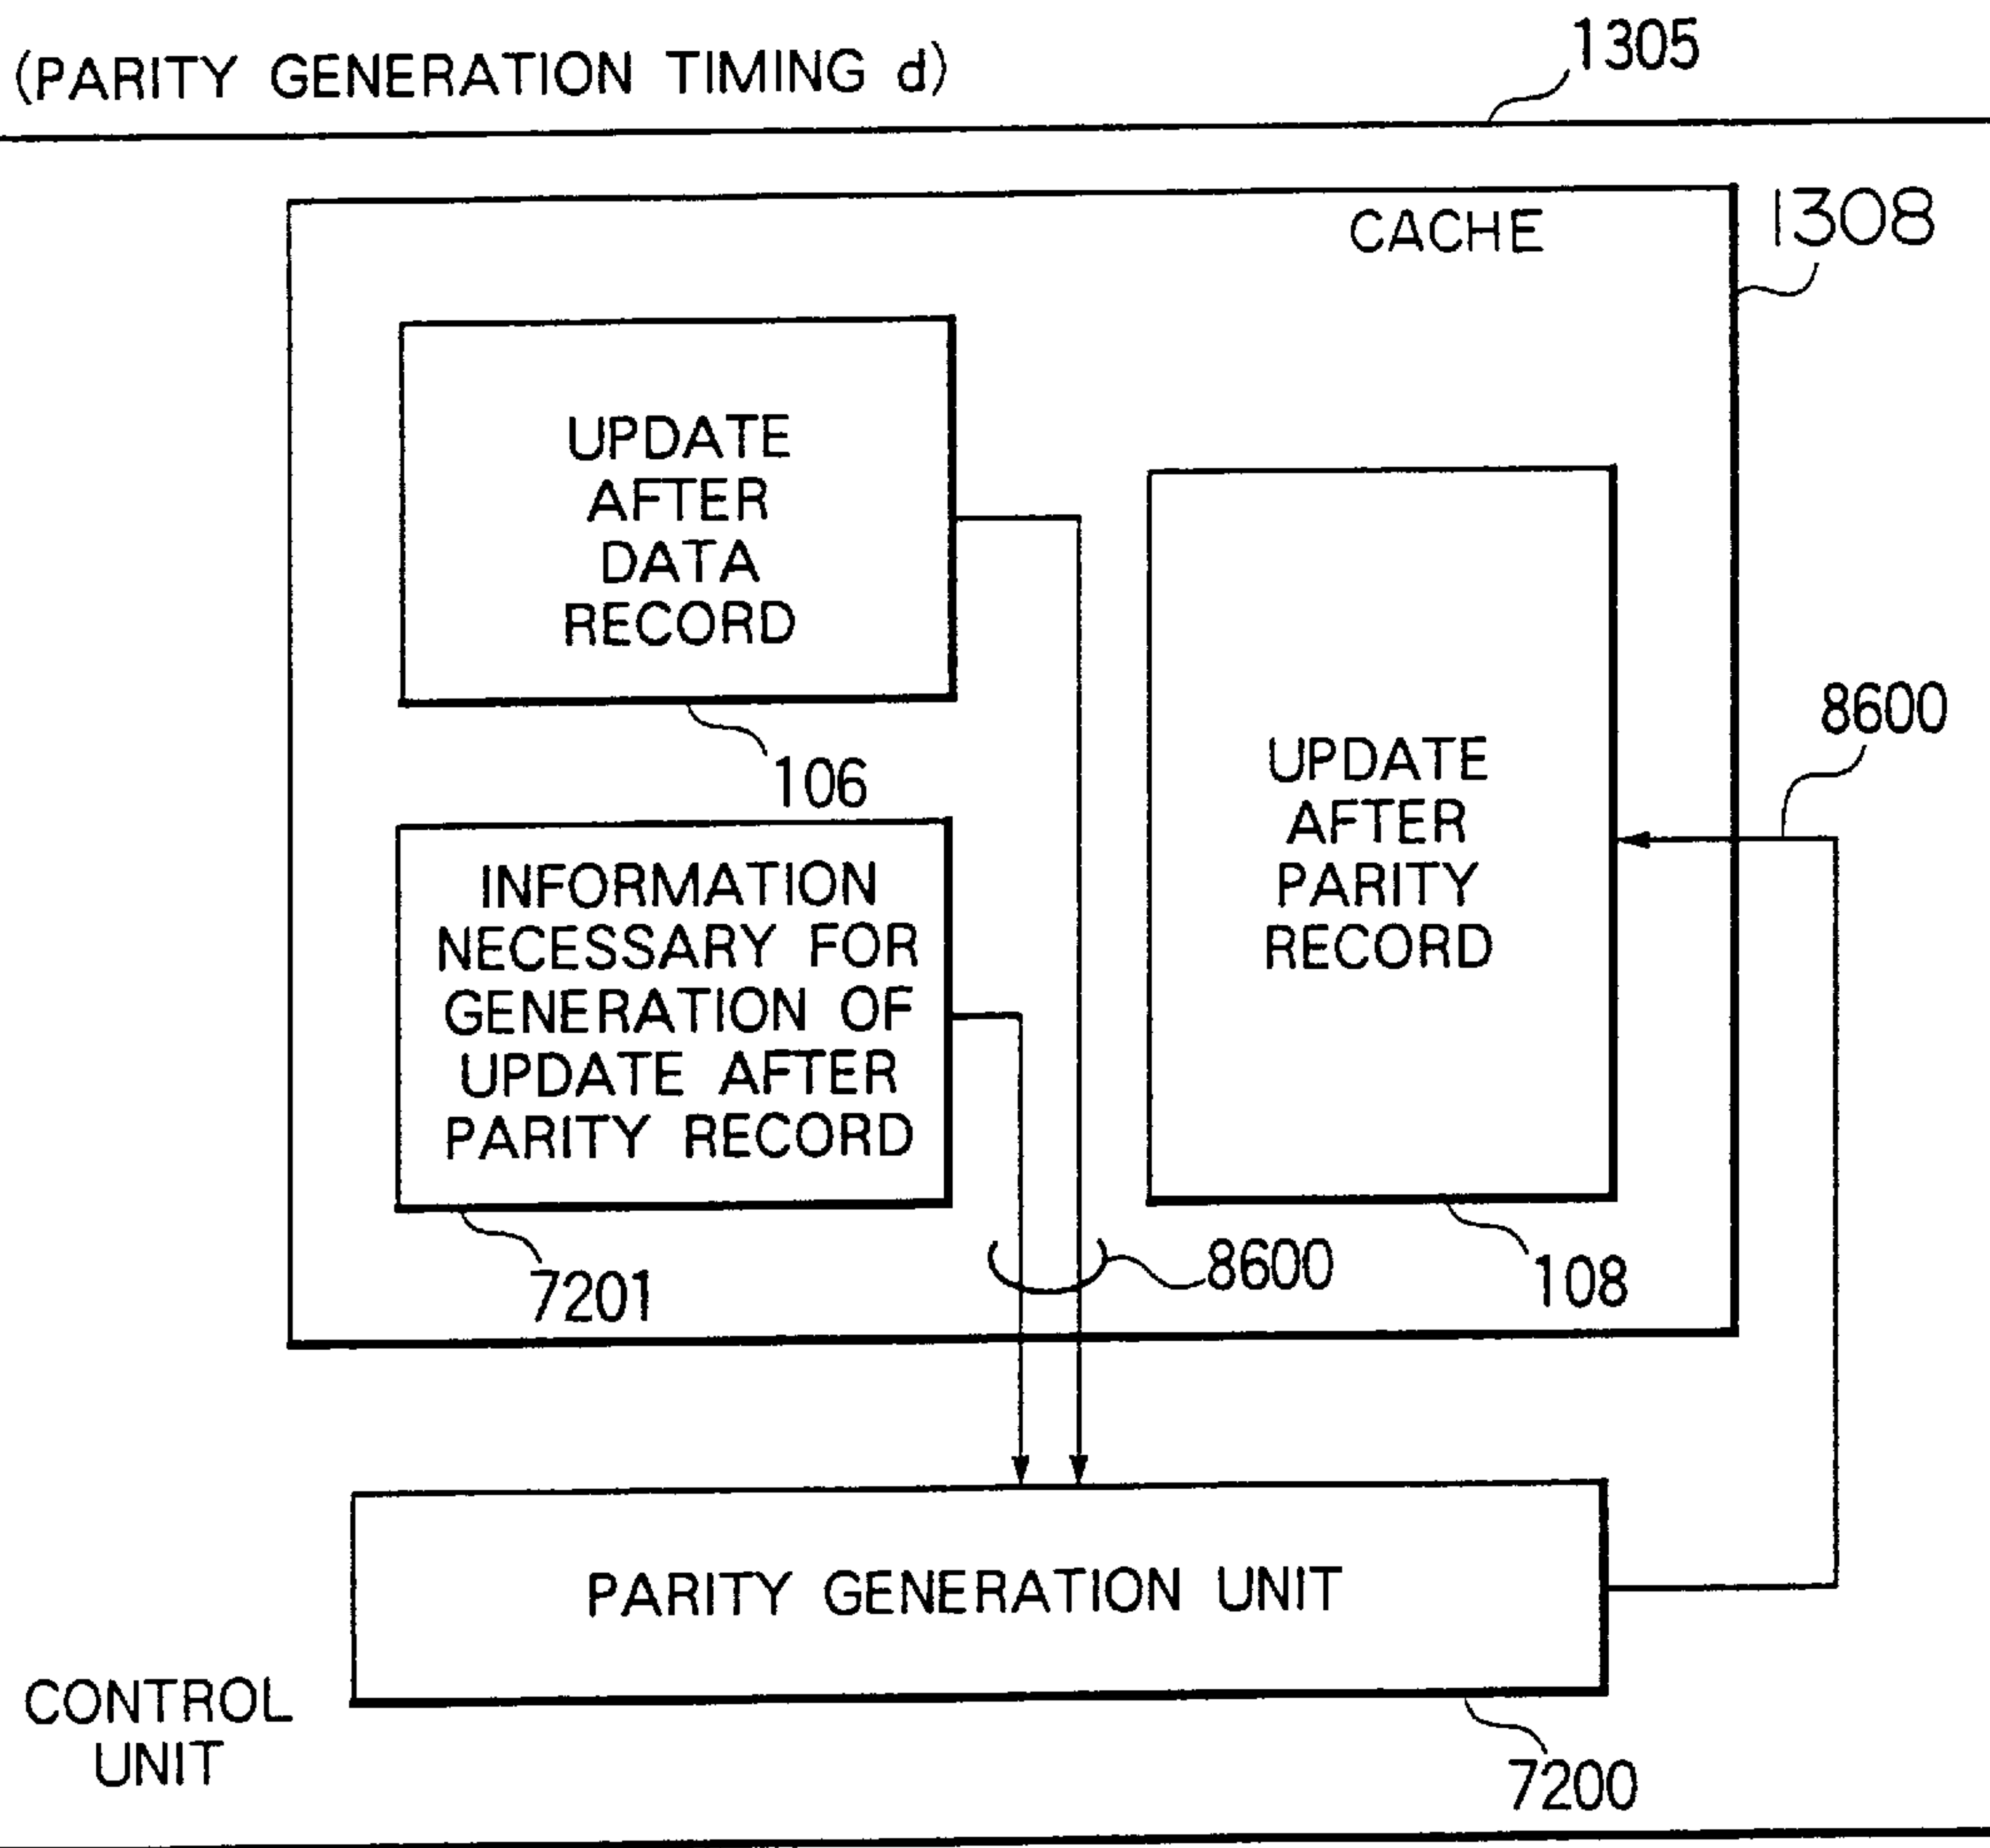 (PARITY GENERATION TIMING d)
1305
CACHE
1308
UPDATE
AFTER
DATA
RECORD
106
UPDATE
AFTER
PARITY
RECORD
8600
INFORMATION
NECESSARY FOR
GENERATION OF
UPDATE AFTER
PARITY RECORD
7201
8600
108
PARITY GENERATION UNIT
CONTROL
UNIT
7200